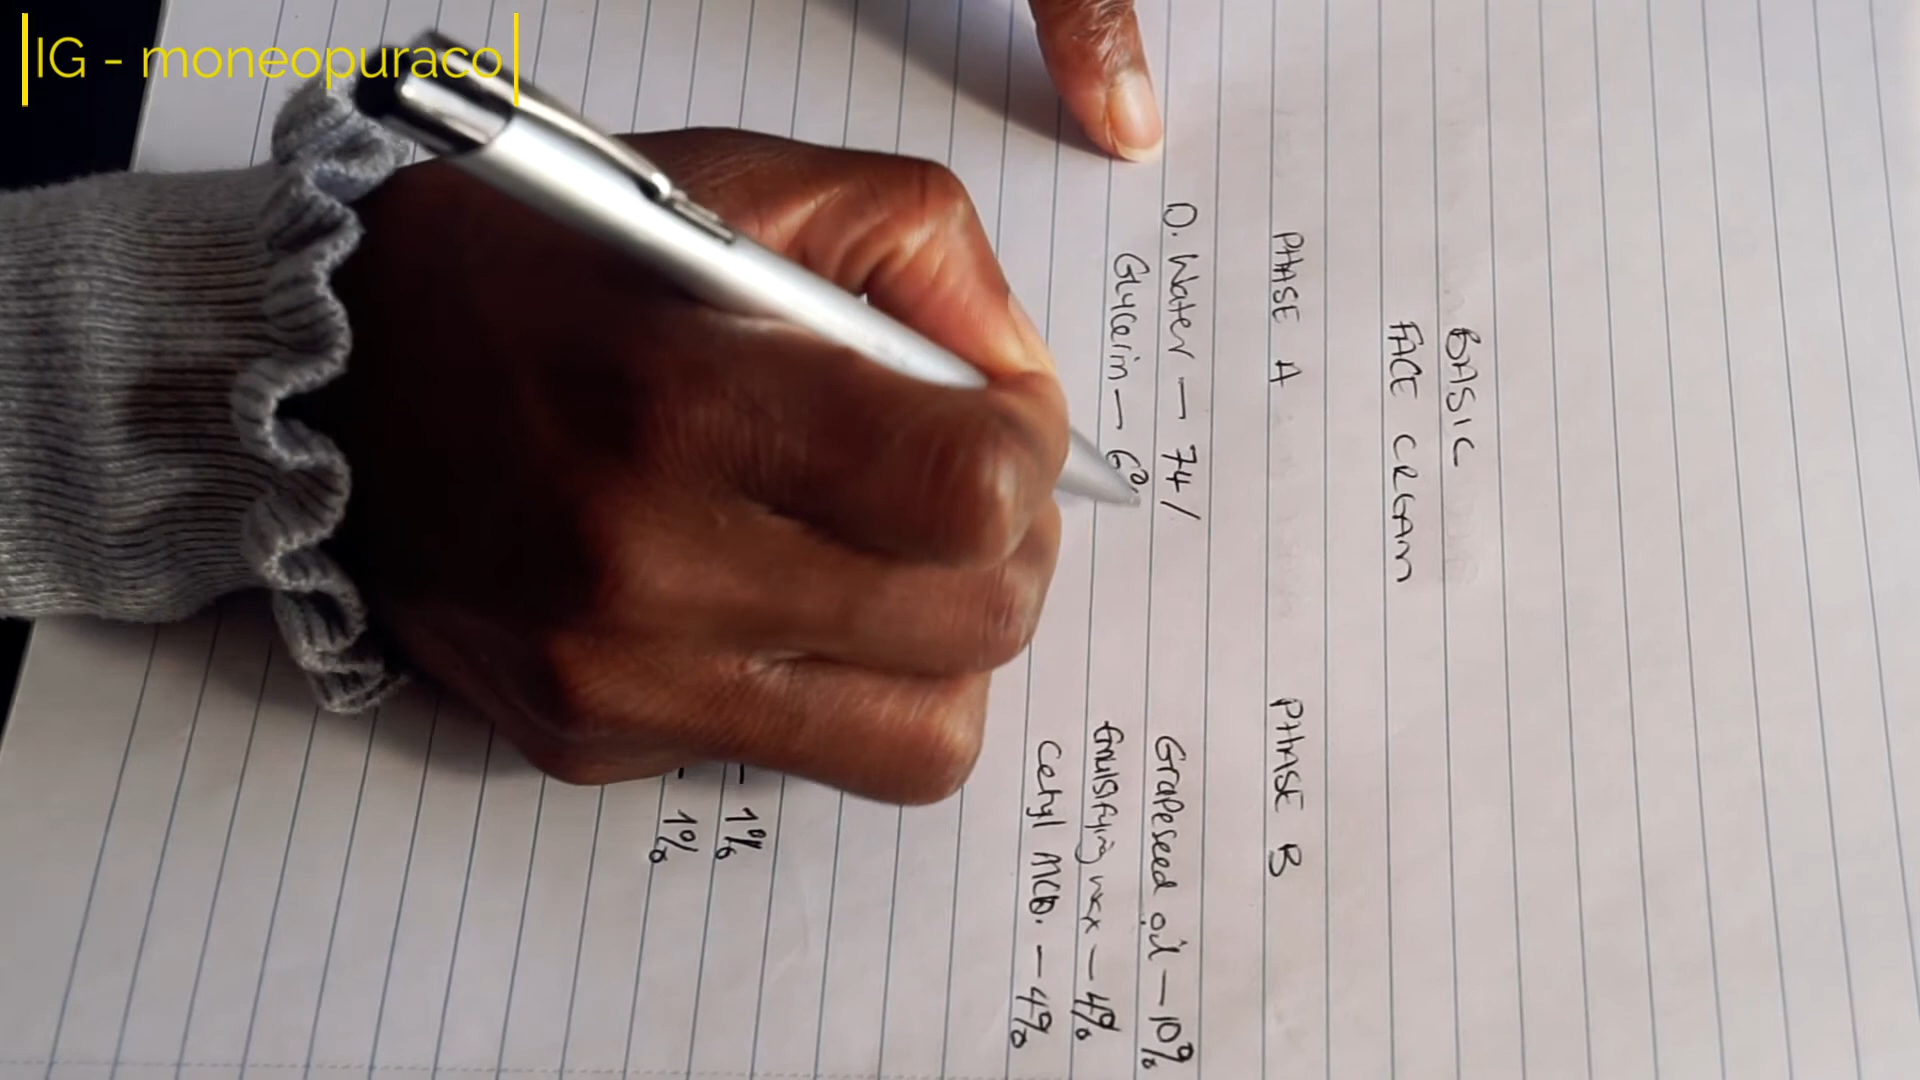 IG - moneopuraco
BASIC
FACE CREAM
PHASE A
PHASE B
D. Water — 74/
Grapeseed oil — 10%
Glycerin — 6%
Emulsifying wax — 4%
Cetyl Alco. — 4%
– 1%
– 1%